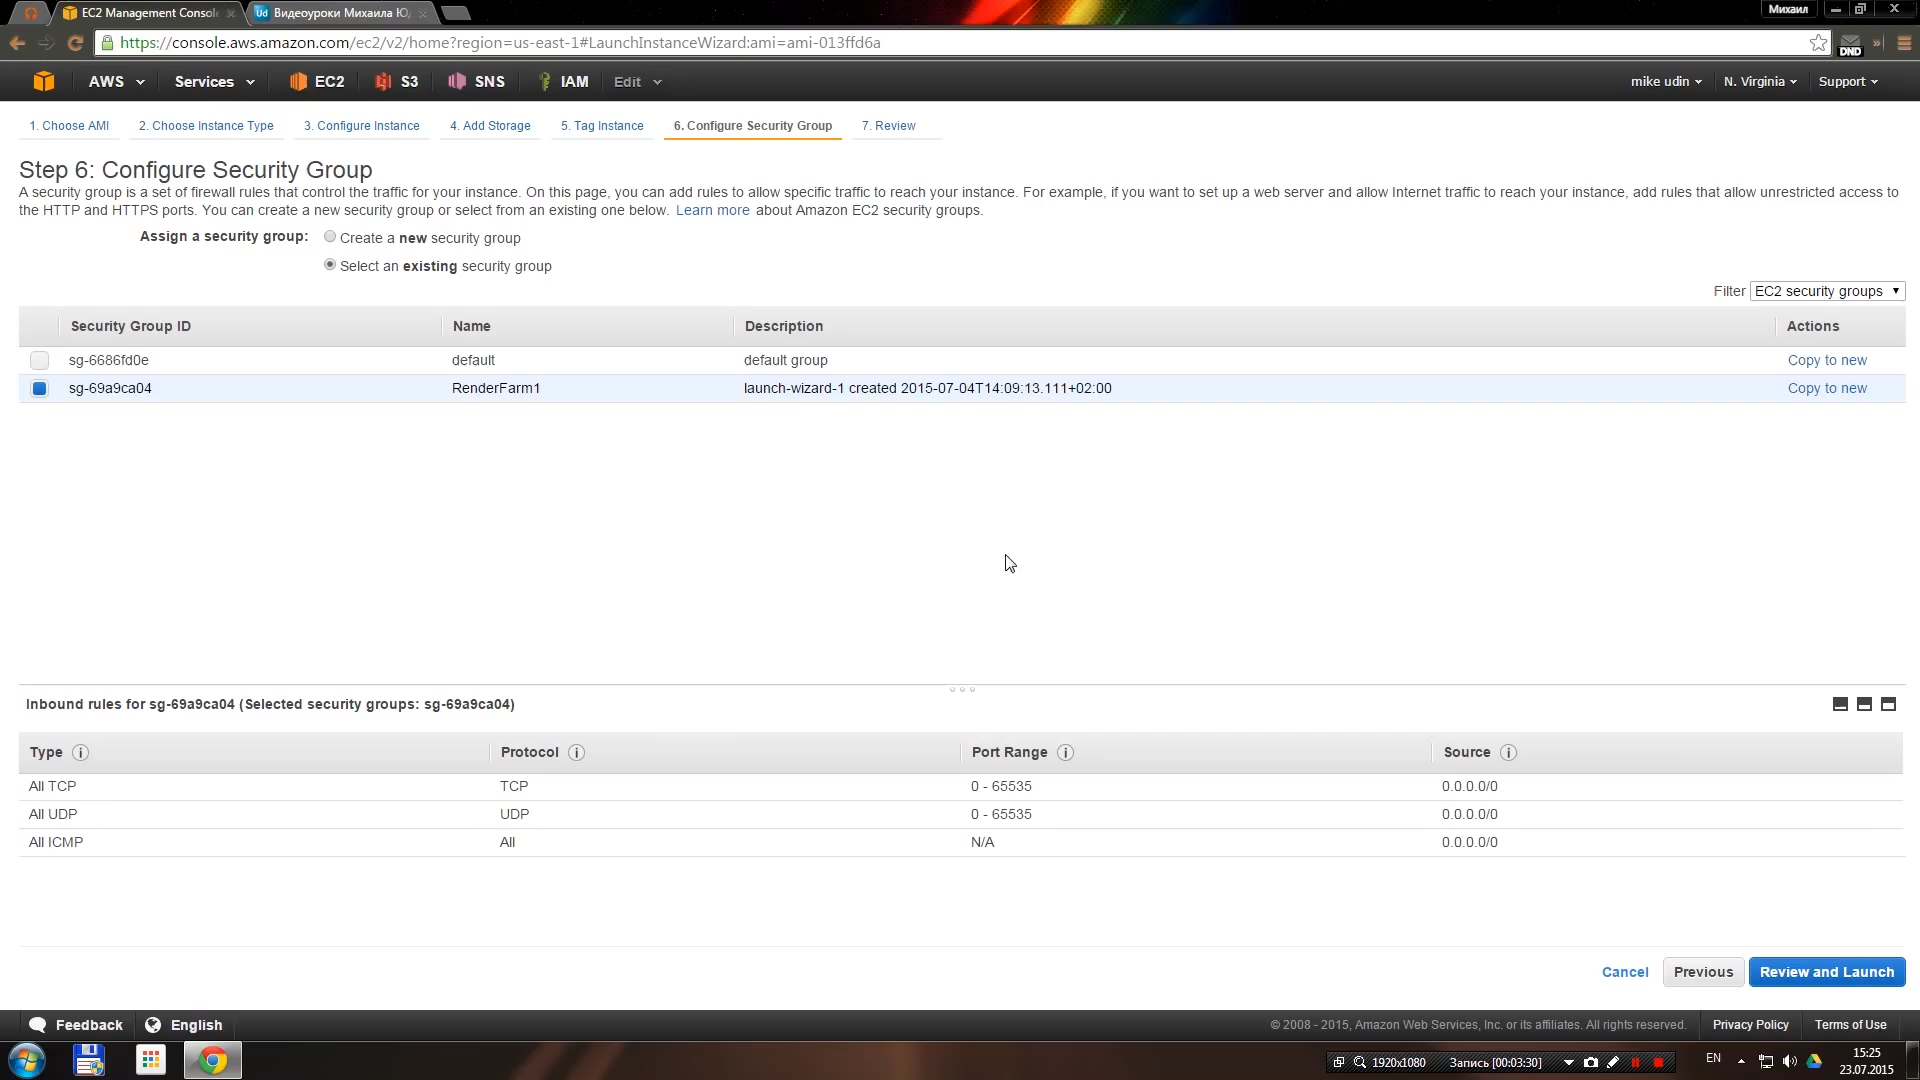 EC2 Management Consol
Видеоуроки Михаила Ю
Михаил
https://console.aws.amazon.com/ec2/v2/home?region=us-east-1#LaunchInstanceWizard:ami=ami-013ffd6a
DND
AWS Services EC2 S3 SNS IAM Edit mike udin N. Virginia Support
1. Choose AMI 2. Choose Instance Type 3. Configure Instance 4. Add Storage 5. Tag Instance 6. Configure Security Group 7. Review
Step 6: Configure Security Group
A security group is a set of firewall rules that control the traffic for your instance. On this page, you can add rules to allow specific traffic to reach your instance. For example, if you want to set up a web server and allow Internet traffic to reach your instance, add rules that allow unrestricted access to
the HTTP and HTTPS ports. You can create a new security group or select from an existing one below. Learn more about Amazon EC2 security groups.
Assign a security group: Create a new security group
Select an existing security group
Filter EC2 security groups
Security Group ID Name Description Actions
sg-6686fd0e default default group Copy to new
sg-69a9ca04 RenderFarm1 launch-wizard-1 created 2015-07-04T14:09:13.111+02:00 Copy to new
Inbound rules for sg-69a9ca04 (Selected security groups: sg-69a9ca04)
Type i Protocol i Port Range i Source i
All TCP TCP 0 - 65535 0.0.0.0/0
All UDP UDP 0 - 65535 0.0.0.0/0
All ICMP All N/A 0.0.0.0/0
Cancel Previous Review and Launch
Feedback English © 2008 - 2015, Amazon Web Services, Inc. or its affiliates. All rights reserved. Privacy Policy Terms of Use
1920x1080 Запись [00:03:30] EN 15:25
23.07.2015